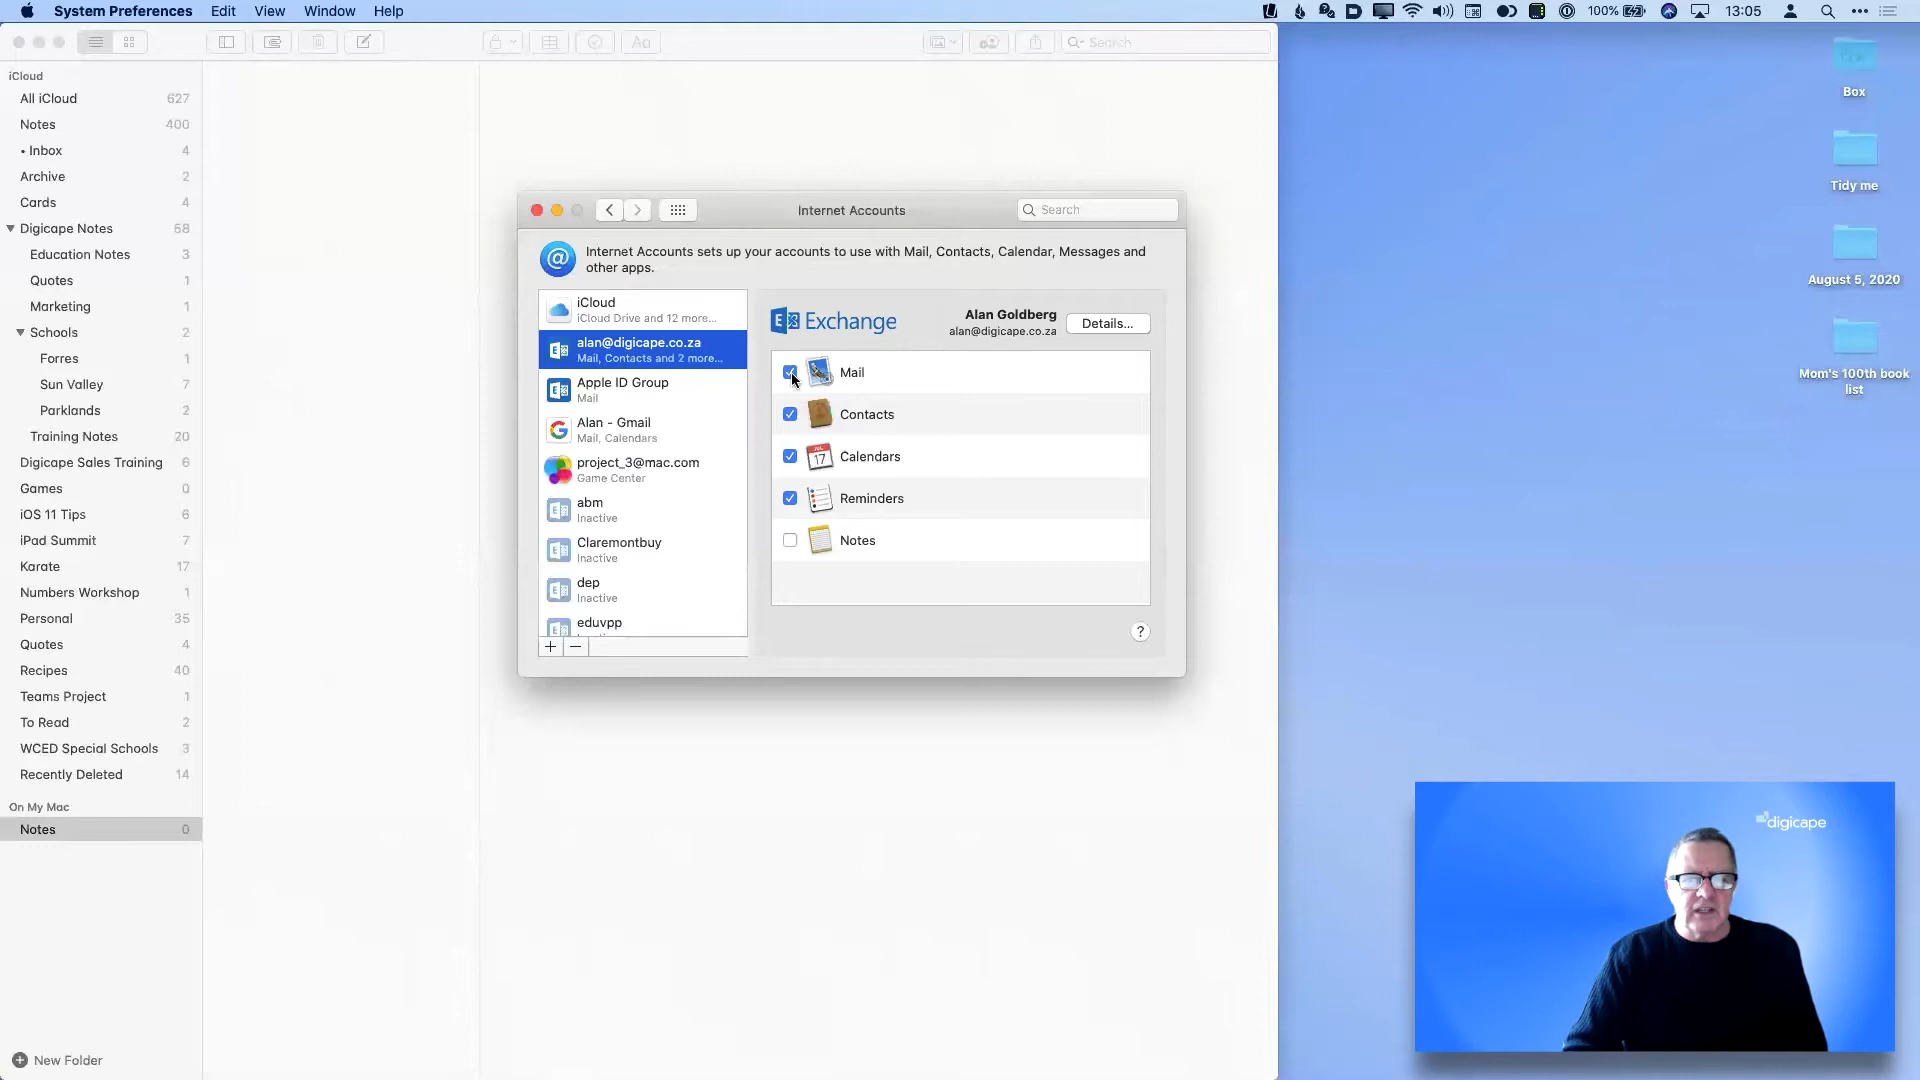 System Preferences Edit View Window Help
100% 13:05
Aa
Search
iCloud
All iCloud 627
Notes 400
• Inbox 4
Archive 2
Cards 4
Digicape Notes 58
Education Notes 3
Quotes 1
Marketing 1
Schools 2
Forres 1
Sun Valley 2
Parklands 2
Training Notes 20
Digicape Sales Training 6
Games 0
iOS 11 Tips 6
iPad Summit 7
Karate 17
Numbers Workshop 1
Personal 35
Quotes 4
Recipes 40
Teams Project 1
To Read 2
WCED Special Schools 3
Recently Deleted 14
On My Mac
Notes 0
New Folder
Internet Accounts
Search
Internet Accounts sets up your accounts to use with Mail, Contacts, Calendar, Messages and
other apps.
iCloud
iCloud Drive and 12 more...
alan@digicape.co.za
Mail, Contacts and 2 more...
Apple ID Group
Mail
Alan - Gmail
Mail, Calendars
project_3@mac.com
Game Center
abm
Inactive
Claremontbuy
Inactive
dep
Inactive
eduvpp
Exchange
Alan Goldberg
alan@digicape.co.za
Details...
Mail
Contacts
JUL
17
Calendars
Reminders
Notes
?
Box
Tidy me
August 5, 2020
Mom's 100th book
list
digicape